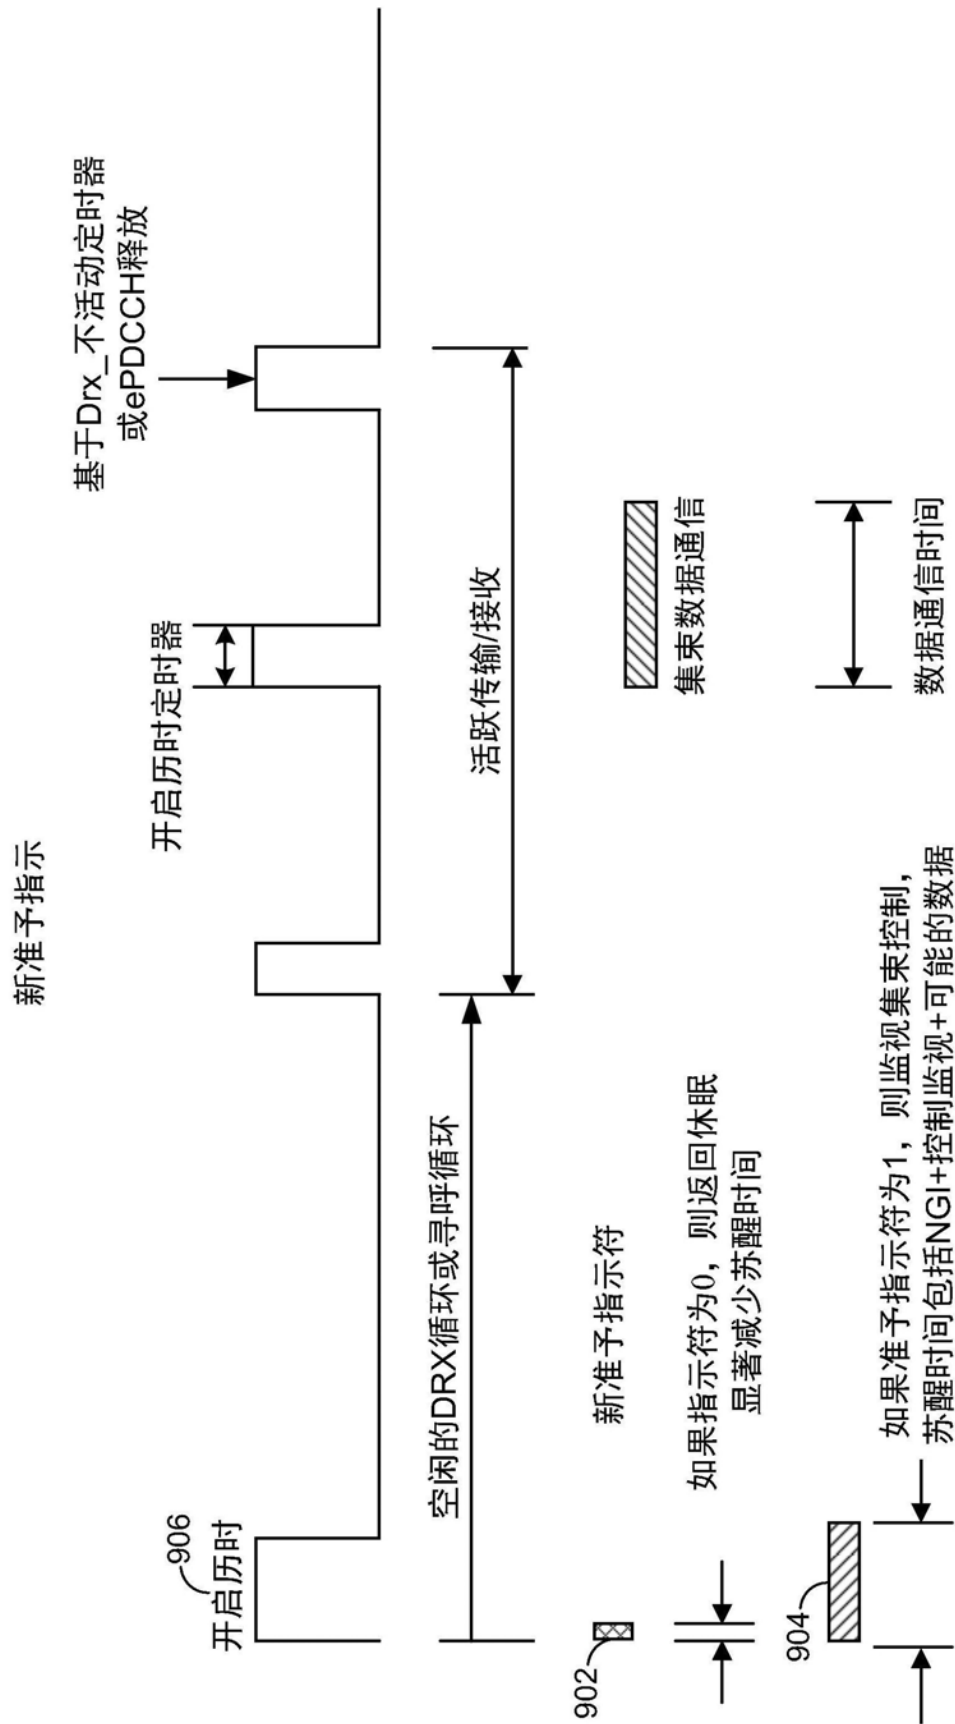 新准予指示
906
开启历时
开启历时定时器
基于Drx_不活动定时器
或ePDCCH释放
空闲的DRX循环或寻呼循环
活跃传输/接收
902
新准予指示符
如果指示符为0，则返回休眠
显著减少苏醒时间
集束数据通信
904
如果准予指示符为1，则监视集束控制，
苏醒时间包括NGI+控制监视+可能的数据
数据通信时间